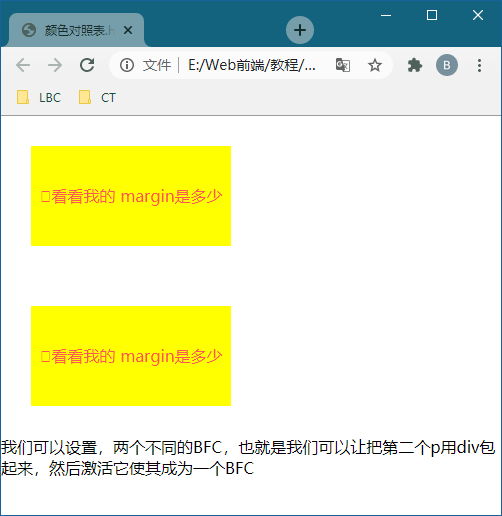 颜色对照表.h
文件 E:/Web前端/教程/...
B
LBC CT
看看我的 margin是多少
看看我的 margin是多少
我们可以设置，两个不同的BFC，也就是我们可以让把第二个p用div包
起来，然后激活它使其成为一个BFC